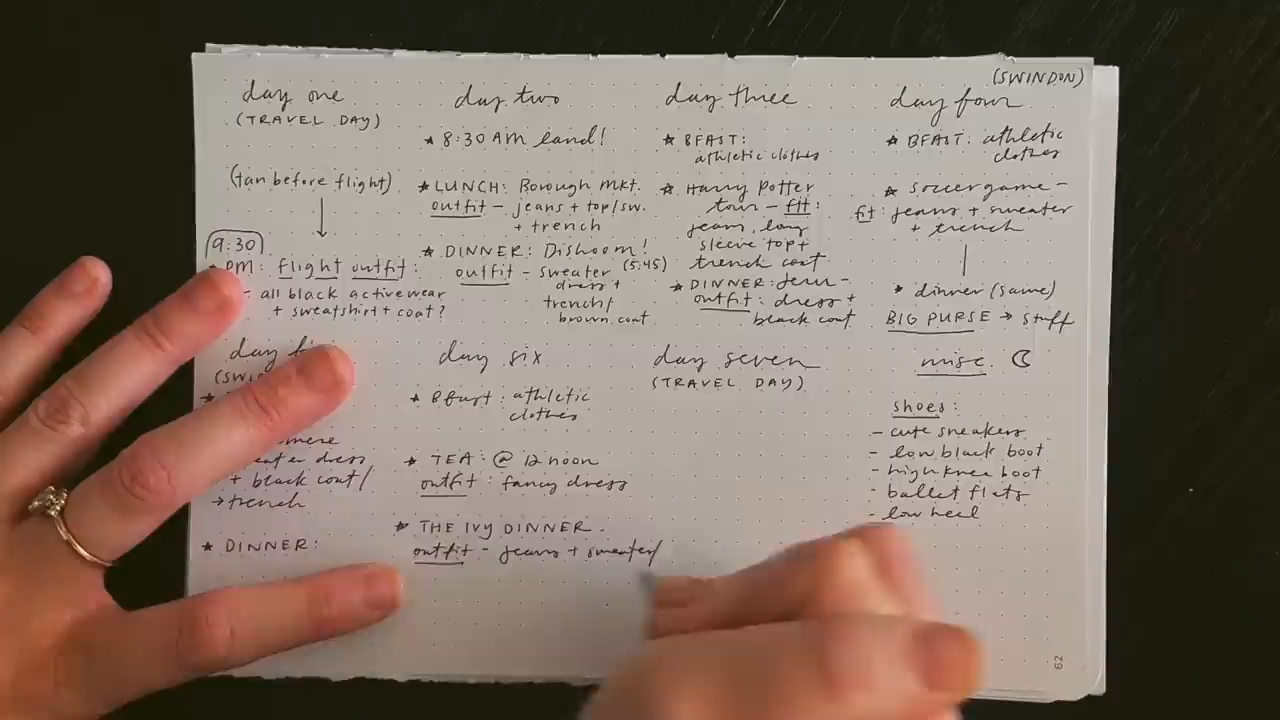 day one
(TRAVEL DAY)
(tan before flight)
9:30
PM: flight outfit:
- all black activewear
+ sweatshirt + coat?
day two
★ 8:30 AM land!
★ LUNCH: Borough mkt.
outfit - jeans + top/sw.
+ trench
★ DINNER: Dishoom!
outfit - sweater (5:45)
dress +
trench/
brown coat
day three
★ BFAST:
athletic clothes
★ Harry Potter
tour - fit:
jeans, long
sleeve top +
trench coat
★ DINNER:
outfit: dress +
black coat
(SWINDON)
day four
★ BFAST: athletic
clothes
★ soccer game -
fit: jeans + sweater
+ trench
★ dinner (same)
BIG PURSE → stuff
day
dress
+ black coat/
→ trench
★ DINNER:
day six
★ Bfast: athletic
clothes
★ TEA: @ 12 noon
outfit: fancy dress
★ THE IVY DINNER.
outfit - jeans + sweater/
day seven
(TRAVEL DAY)
misc.
shoes:
- cute sneakers
- low black boot
- high knee boot
- ballet flats
- low heel
62